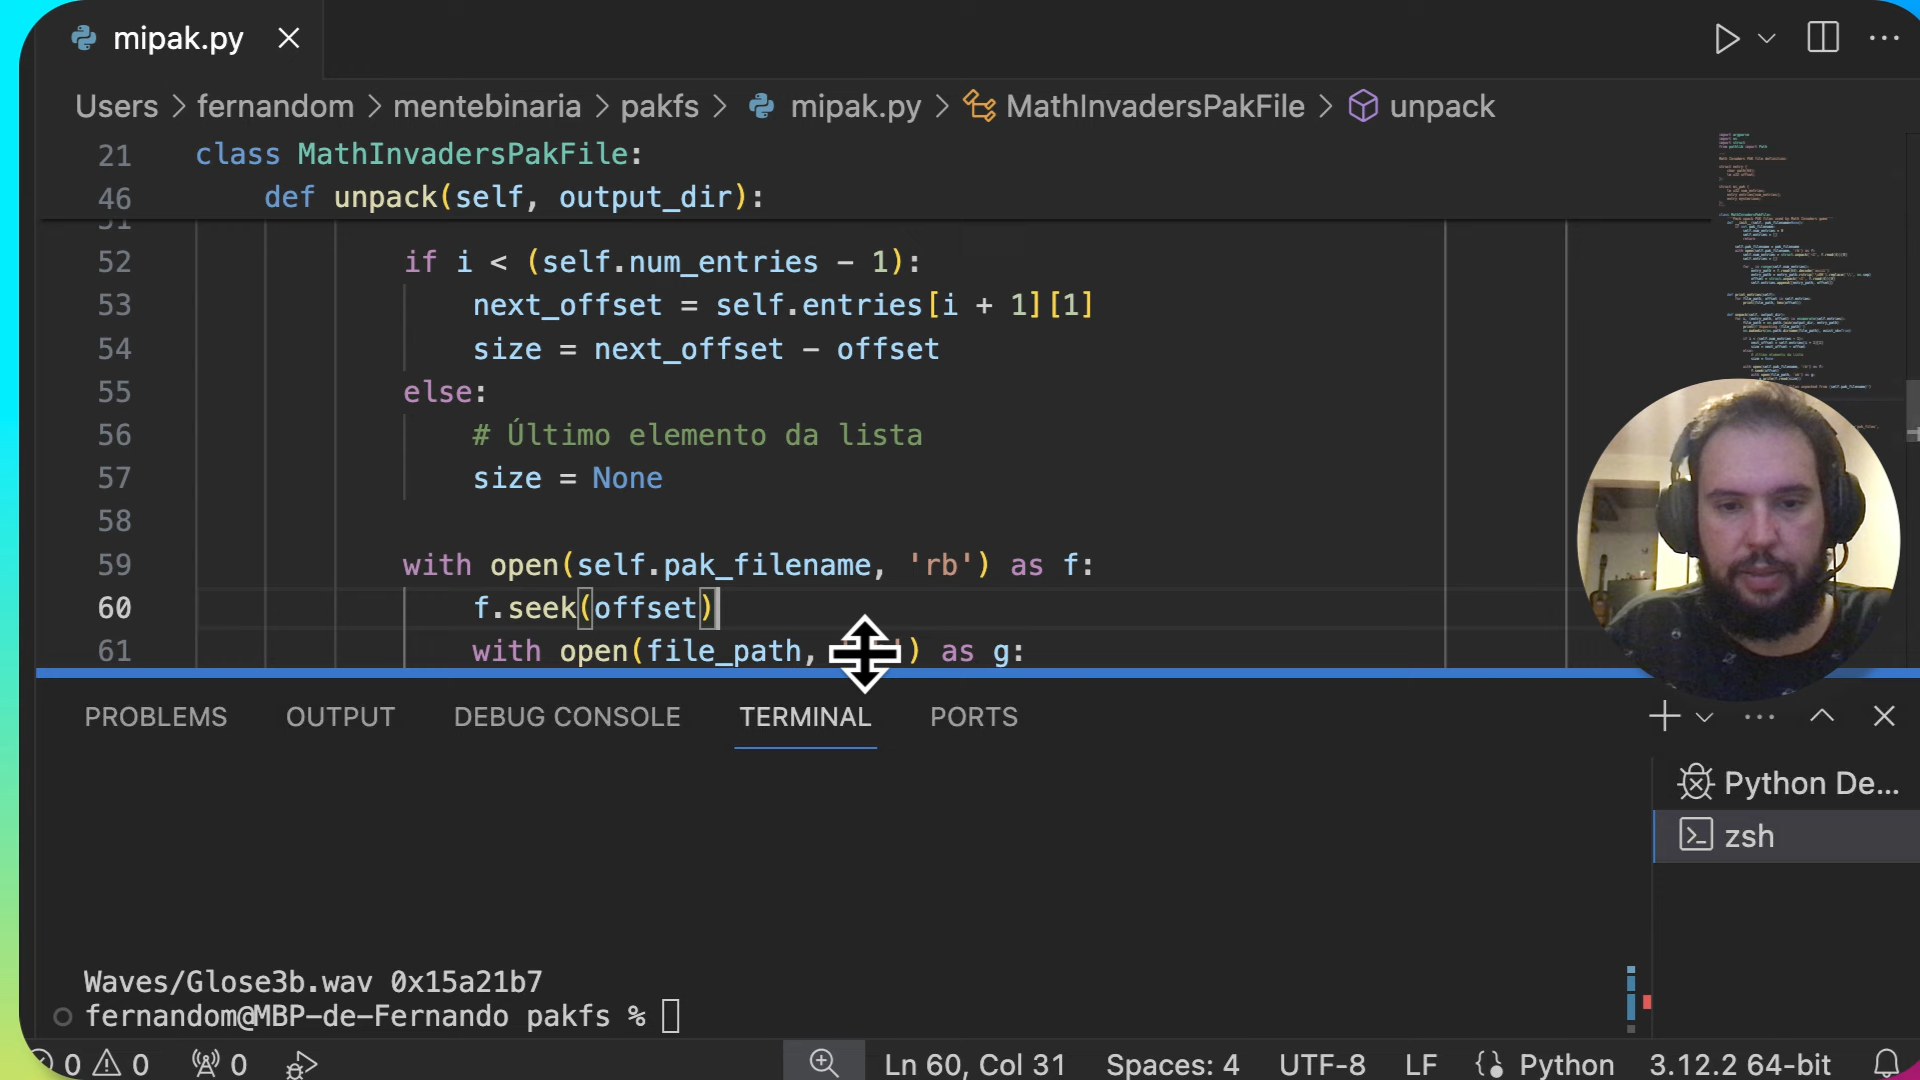 mipak.py
Users > fernandom > mentebinaria > pakfs > mipak.py > MathInvadersPakFile > unpack
21 class MathInvadersPakFile:
46 def unpack(self, output_dir):
51
52 if i < (self.num_entries - 1):
53 next_offset = self.entries[i + 1][1]
54 size = next_offset - offset
55 else:
56 # Último elemento da lista
57 size = None
58
59 with open(self.pak_filename, 'rb') as f:
60 f.seek(offset)
61 with open(file_path, ') as g:
PROBLEMS OUTPUT DEBUG CONSOLE TERMINAL PORTS
Python De...
zsh
Waves/Glose3b.wav 0x15a21b7
fernandom@MBP-de-Fernando pakfs %
0 0 0 Ln 60, Col 31 Spaces: 4 UTF-8 LF Python 3.12.2 64-bit